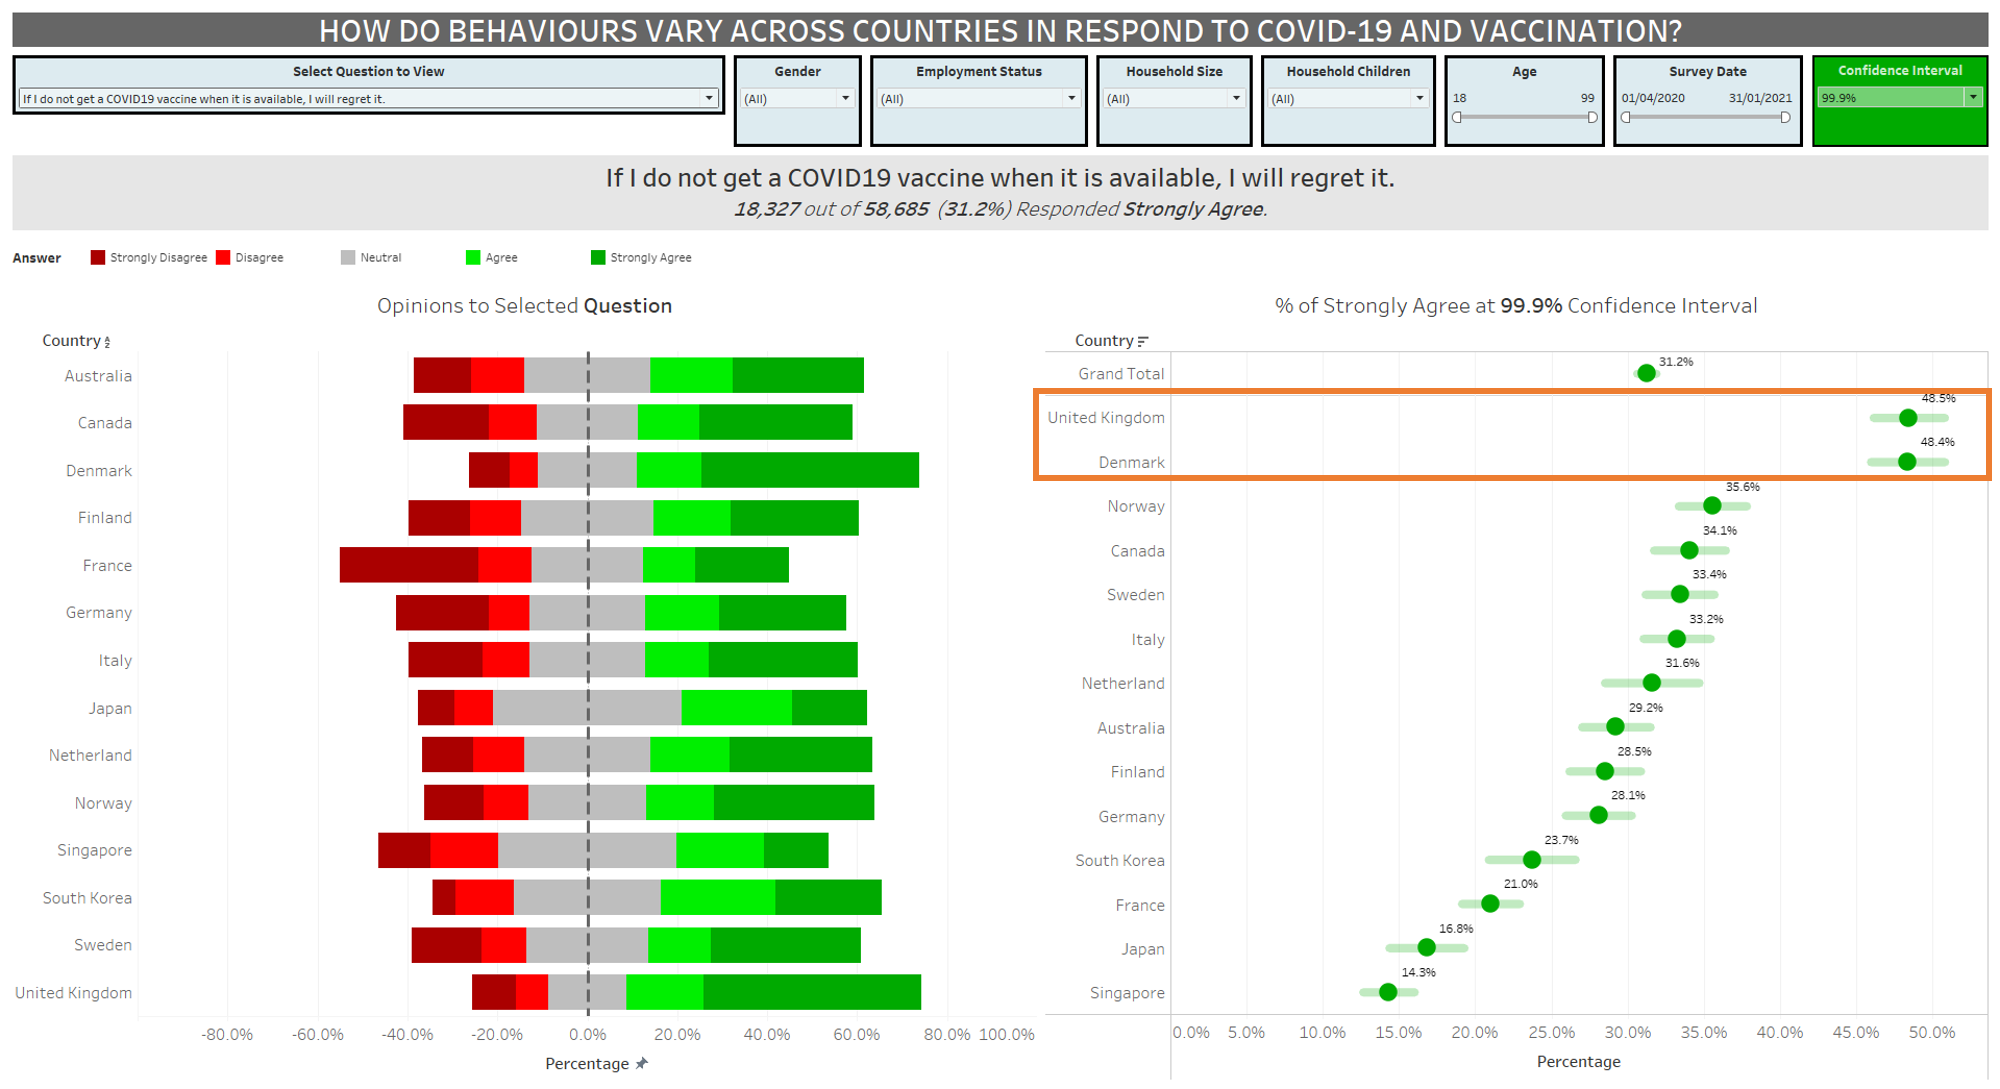 HOW DO BEHAVIOURS VARY ACROSS COUNTRIES IN RESPOND TO COVID-19 AND VACCINATION?
Select Question to View
If I do not get a COVID19 vaccine when it is available, I will regret it.
Gender
(All)
Employment Status
(All)
Household Size
(All)
Household Children
(All)
Age
18 99
Survey Date
01/04/2020 31/01/2021
Confidence Interval
99.9%
If I do not get a COVID19 vaccine when it is available, I will regret it.
18,327 out of 58,685 (31.2%) Responded Strongly Agree.
Answer Strongly Disagree Disagree Neutral Agree Strongly Agree
Opinions to Selected Question
Country
Australia
Canada
Denmark
Finland
France
Germany
Italy
Japan
Netherland
Norway
Singapore
South Korea
Sweden
United Kingdom
-80.0% -60.0% -40.0% -20.0% 0.0% 20.0% 40.0% 60.0% 80.0% 100.0%
Percentage
% of Strongly Agree at 99.9% Confidence Interval
Country
Grand Total 31.2%
United Kingdom 48.5%
Denmark 48.4%
Norway 35.6%
Canada 34.1%
Sweden 33.4%
Italy 33.2%
Netherland 31.6%
Australia 29.2%
Finland 28.5%
Germany 28.1%
South Korea 23.7%
France 21.0%
Japan 16.8%
Singapore 14.3%
0.0% 5.0% 10.0% 15.0% 20.0% 25.0% 30.0% 35.0% 40.0% 45.0% 50.0%
Percentage